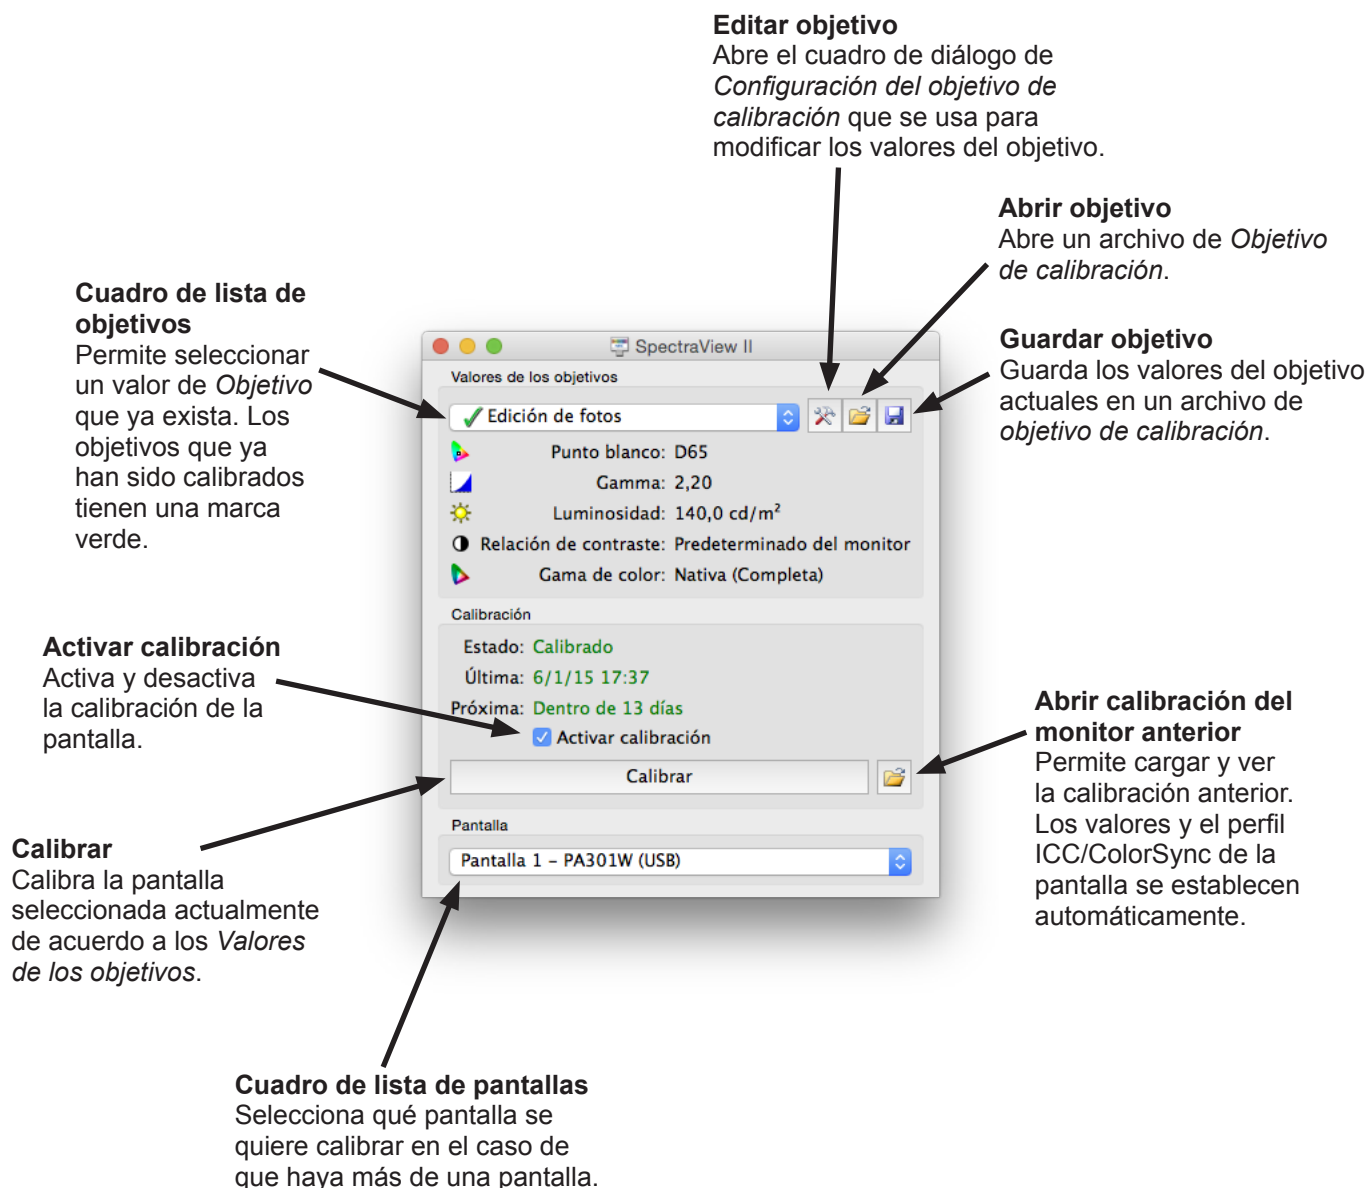 Editar objetivo
Abre el cuadro de diálogo de
Configuración del objetivo de
calibración que se usa para
modificar los valores del objetivo.
Abrir objetivo
Abre un archivo de Objetivo
de calibración.
Cuadro de lista de
objetivos
Permite seleccionar
un valor de Objetivo
que ya exista. Los
objetivos que ya
han sido calibrados
tienen una marca
verde.
Guardar objetivo
Guarda los valores del objetivo
actuales en un archivo de
objetivo de calibración.
SpectraView II
Valores de los objetivos
Edición de fotos
Punto blanco: D65
Gamma: 2,20
Luminosidad: 140,0 cd/m²
Relación de contraste: Predeterminado del monitor
Gama de color: Nativa (Completa)
Calibración
Estado: Calibrado
Última: 6/1/15 17:37
Próxima: Dentro de 13 días
Activar calibración
Calibrar
Pantalla
Pantalla 1 – PA301W (USB)
Activar calibración
Activa y desactiva
la calibración de la
pantalla.
Abrir calibración del
monitor anterior
Permite cargar y ver
la calibración anterior.
Los valores y el perfil
ICC/ColorSync de la
pantalla se establecen
automáticamente.
Calibrar
Calibra la pantalla
seleccionada actualmente
de acuerdo a los Valores
de los objetivos.
Cuadro de lista de pantallas
Selecciona qué pantalla se
quiere calibrar en el caso de
que haya más de una pantalla.